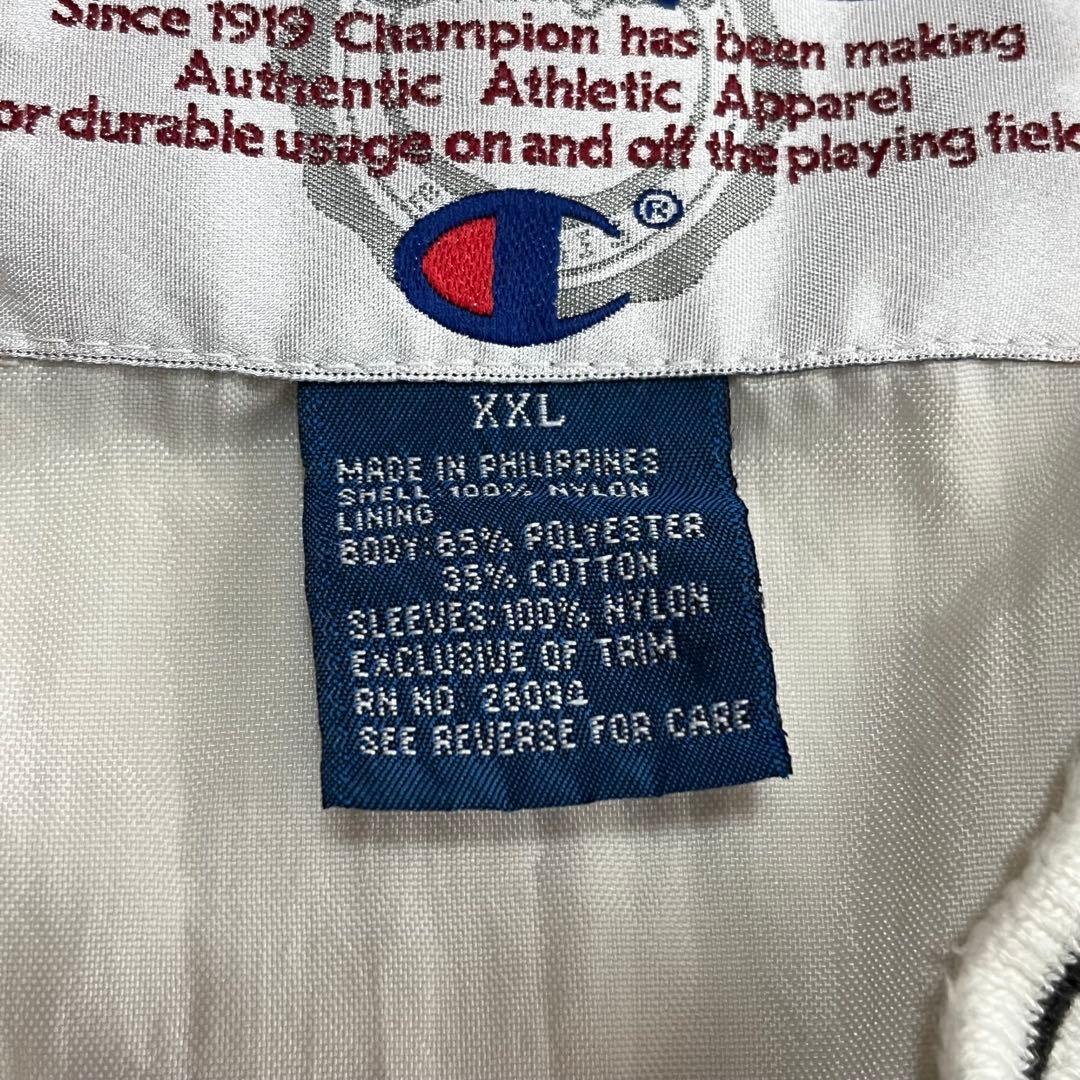 Since 1919 Champion has been making
Authentic Athletic Apparel
or durable usage on and off the playing field
®
XXL
MADE IN PHILIPPINES
SHELL: 100% NYLON
LINING
BODY: 65% POLYESTER
35% COTTON
SLEEVES: 100% NYLON
EXCLUSIVE OF TRIM
RN NO 26094
SEE REVERSE FOR CARE